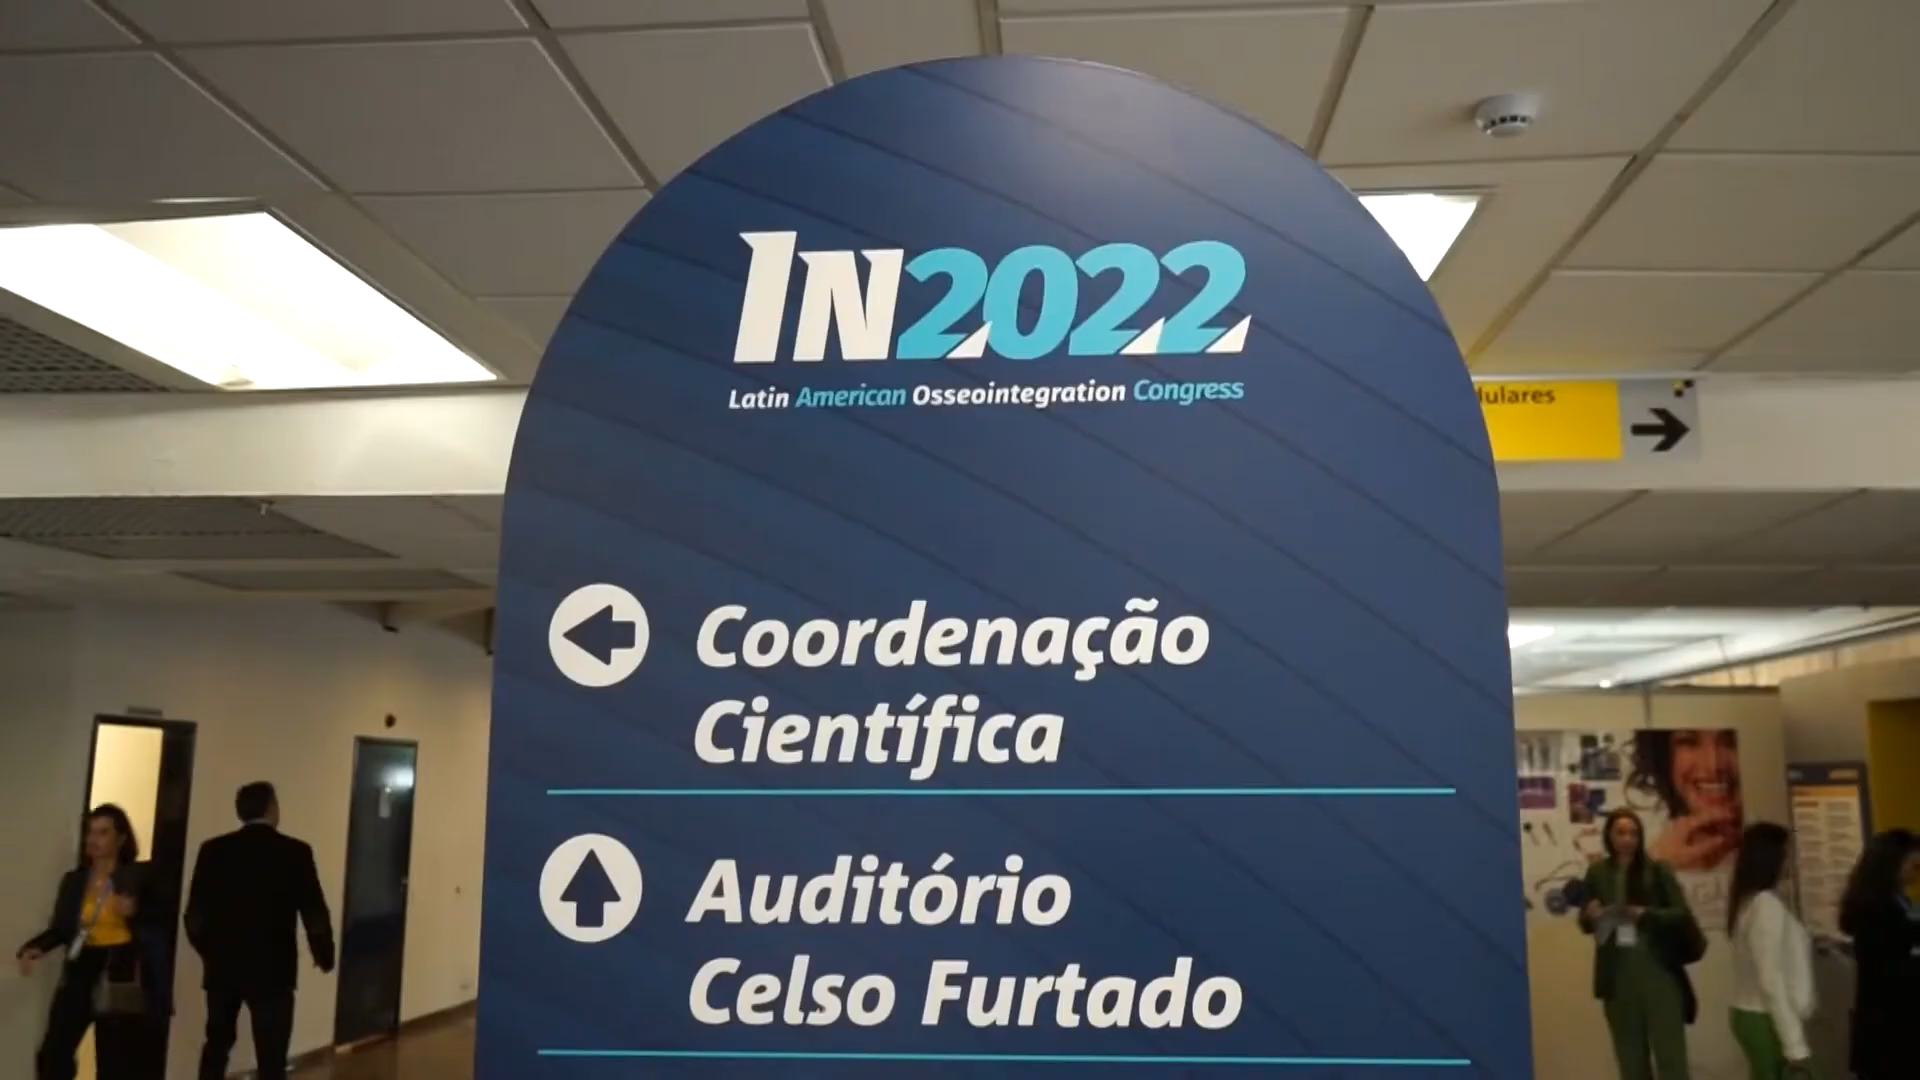 IN2022
Latin American Osseointegration Congress
Coordenação
Científica
Auditório
Celso Furtado